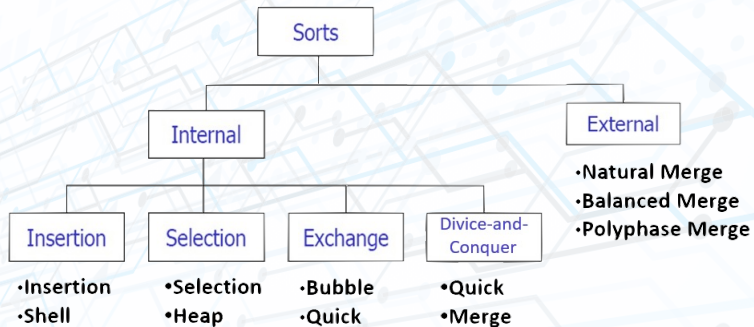 Sorts
Internal
External
·Natural Merge
·Balanced Merge
·Polyphase Merge
Insertion
Selection
Exchange
Divice-and-
Conquer
·Insertion
·Shell
•Selection
•Heap
·Bubble
·Quick
•Quick
•Merge